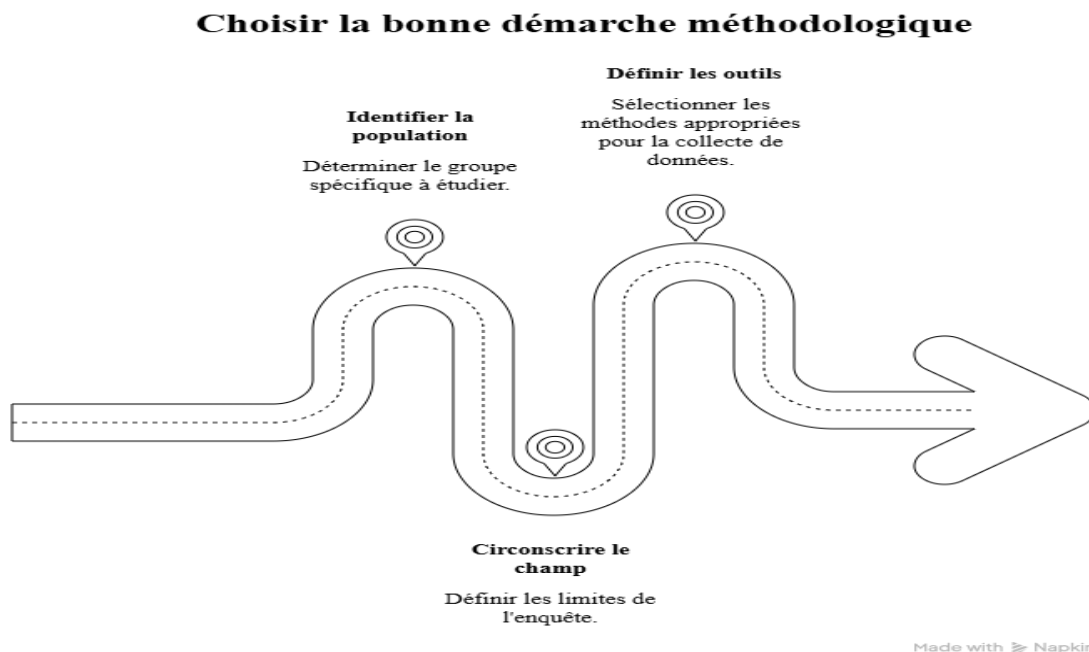 Choisir la bonne démarche méthodologique
Identifier la
population
Déterminer le groupe
spécifique à étudier.
Circonscrire le
champ
Définir les limites de
l'enquête.
Définir les outils
Sélectionner les
méthodes appropriées
pour la collecte de
données.
Made with Napkin